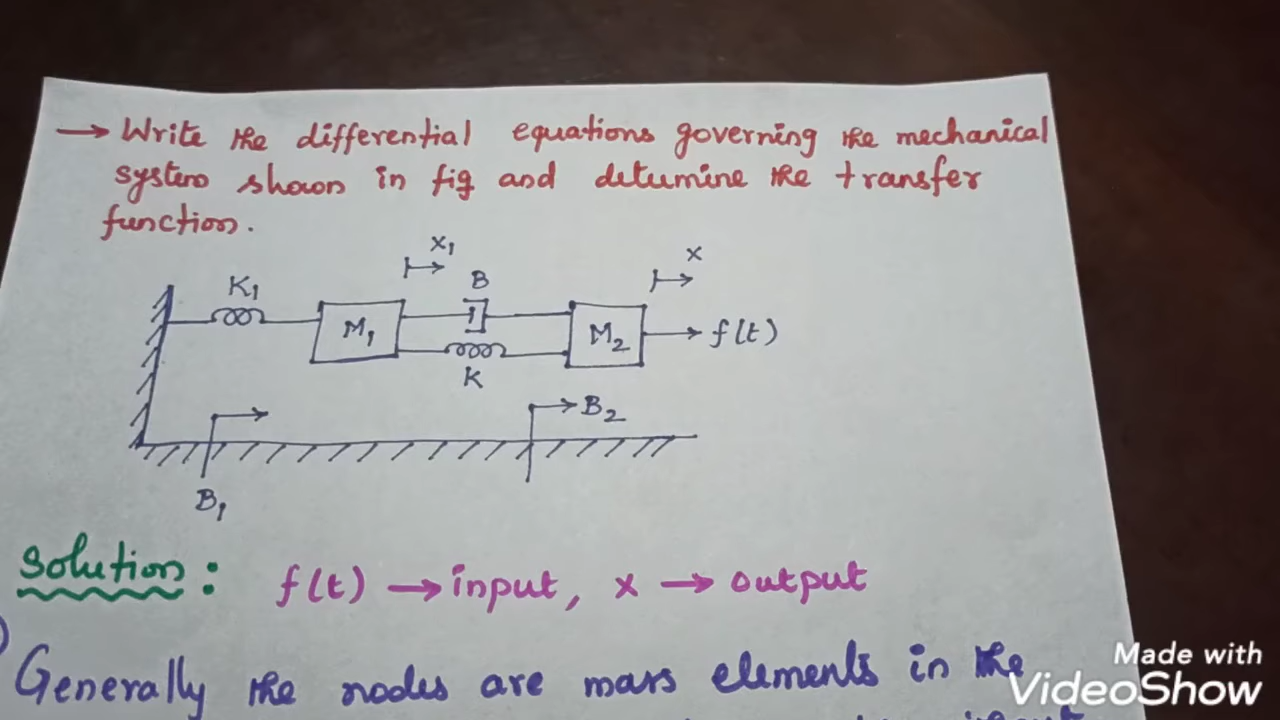 → Write the differential equations governing the mechanical
system shown in fig and determine the transfer
function.
x₁
x
K₁
B
M₁
M₂
f(t)
K
B₂
B₁
Solution:
f(t) → input, x → output
Generally the nodes are mass elements in the
Made with
VideoShow